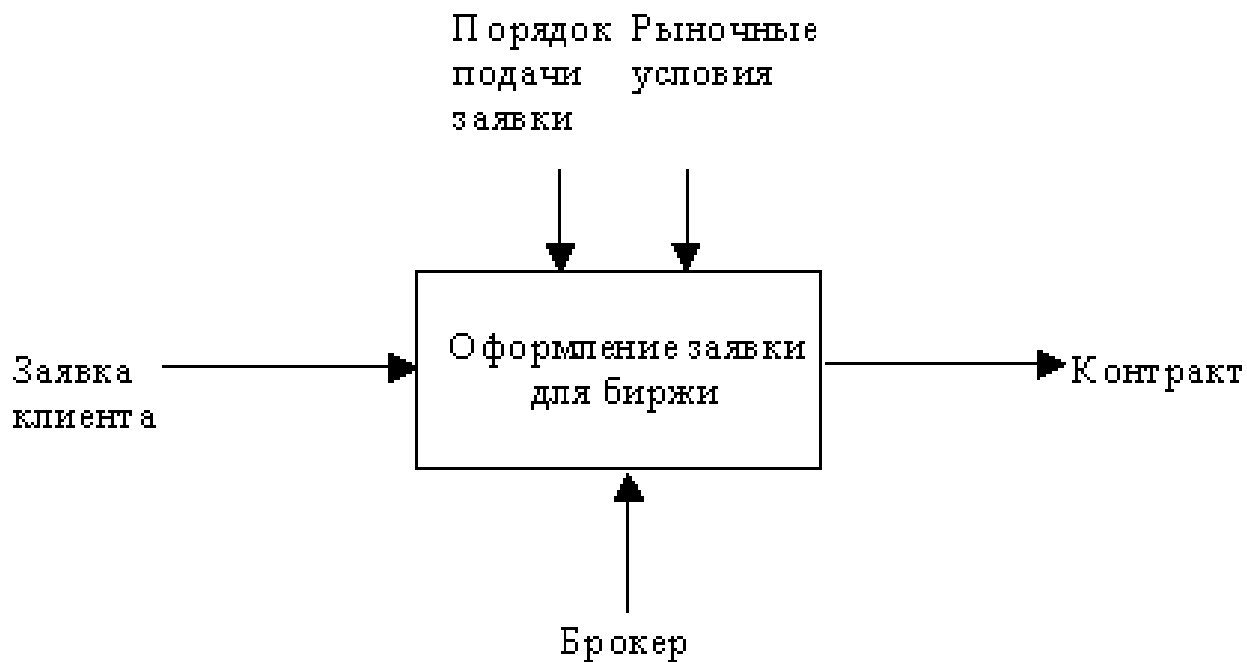 Порядок
подачи
заявки
Рыночные
условия
Заявка
клиента
Оформление заявки
для биржи
Контракт
Брокер